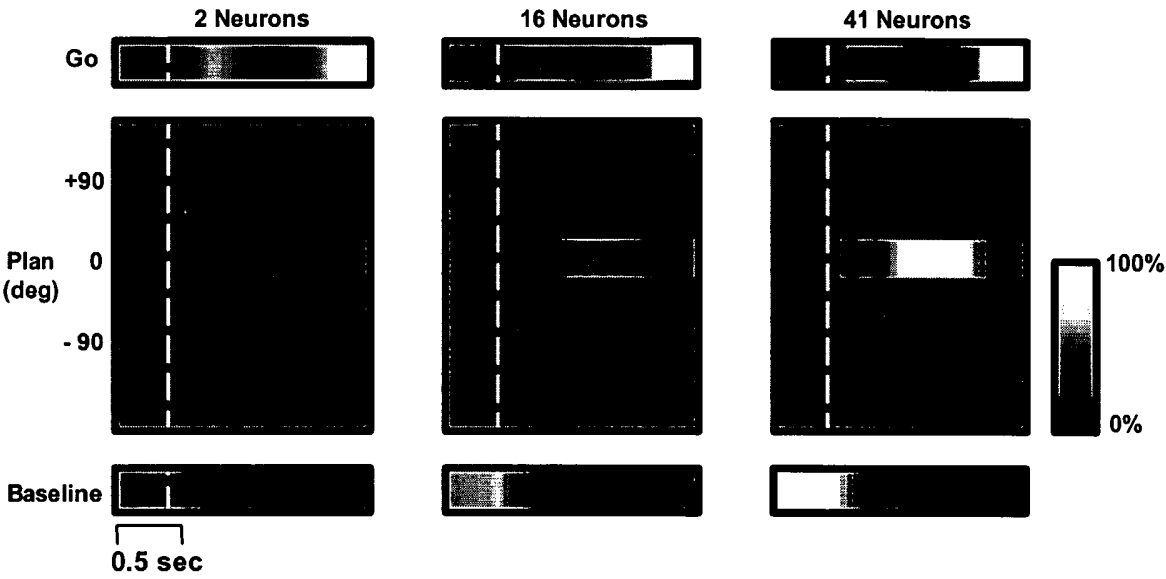 2 Neurons
16 Neurons
41 Neurons
Go
+90
Plan 0
(deg)
- 90
100%
0%
Baseline
0.5 sec